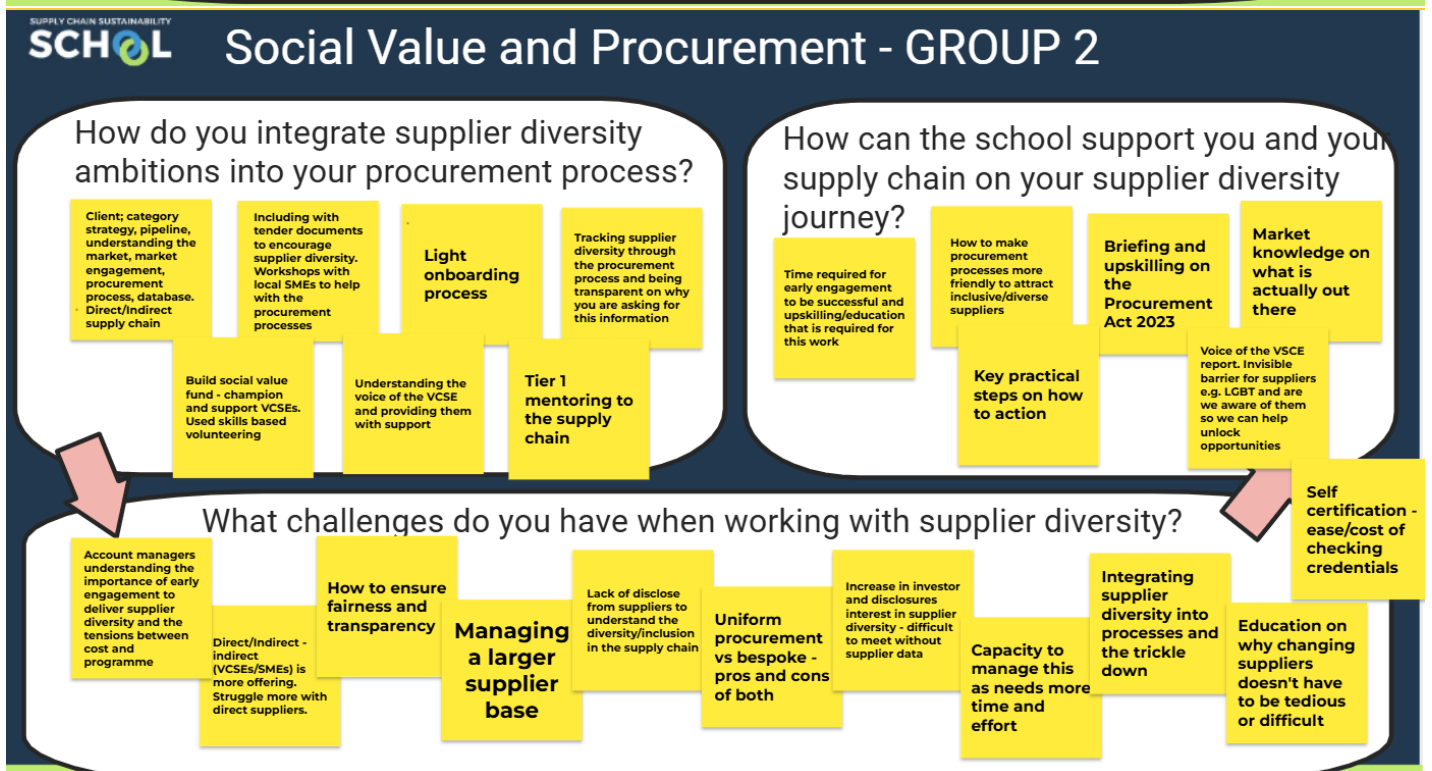 SUPPLY CHAIN SUSTAINABILITY
SCHOOL
Social Value and Procurement - GROUP 2
How do you integrate supplier diversity
ambitions into your procurement process?
Client; category
strategy, pipeline,
understanding the
market, market
engagement,
procurement
process, database.
Direct/Indirect
supply chain
Including with
tender documents
to encourage
supplier diversity.
Workshops with
local SMEs to help
with the
procurement
processes
Light
onboarding
process
Tracking supplier
diversity through
the procurement
process and being
transparent on why
you are asking for
this information
Build social value
fund - champion
and support VCSEs.
Used skills based
volunteering
Understanding the
voice of the VCSE
and providing them
with support
Tier 1
mentoring to
the supply
chain
How can the school support you and your
supply chain on your supplier diversity
journey?
Time required for
early engagement
to be successful and
upskilling/education
that is required for
this work
How to make
procurement
processes more
friendly to attract
inclusive/diverse
suppliers
Briefing and
upskilling on
the
Procurement
Act 2023
Market
knowledge on
what is
actually out
there
Key practical
steps on how
to action
Voice of the VSCE
report. Invisible
barrier for suppliers
e.g. LGBT and are
we aware of them
so we can help
unlock
opportunities
Self
certification -
ease/cost of
checking
credentials
What challenges do you have when working with supplier diversity?
Account managers
understanding the
importance of early
engagement to
deliver supplier
diversity and the
tensions between
cost and
programme
Direct/Indirect -
indirect
(VCSEs/SMEs) is
more offering.
Struggle more with
direct suppliers.
How to ensure
fairness and
transparency
Managing
a larger
supplier
base
Lack of disclose
from suppliers to
understand the
diversity/inclusion
in the supply chain
Uniform
procurement
vs bespoke -
pros and cons
of both
Increase in investor
and disclosures
interest in supplier
diversity - difficult
to meet without
supplier data
Capacity to
manage this
as needs more
time and
effort
Integrating
supplier
diversity into
processes and
the trickle
down
Education on
why changing
suppliers
doesn't have
to be tedious
or difficult